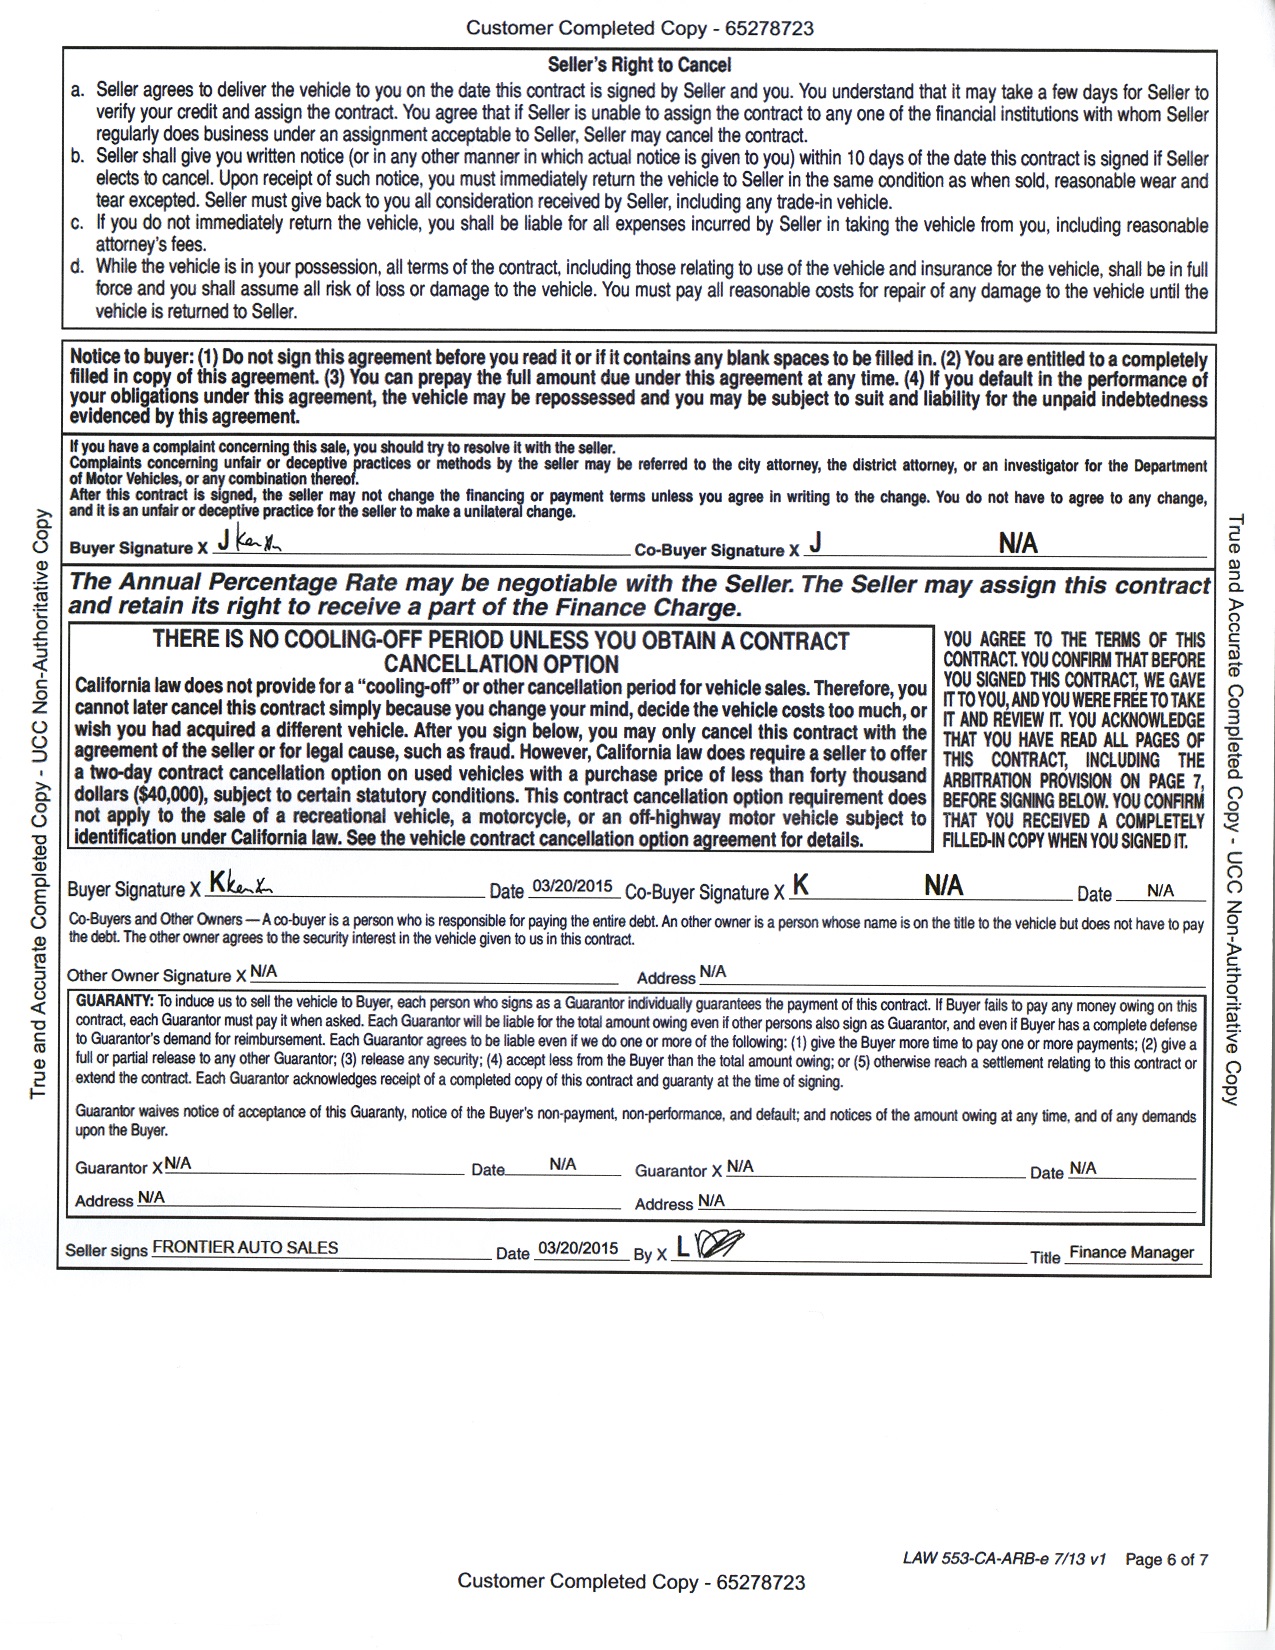 Customer Completed Copy - 65278723
Seller's Right to Cancel
a. Seller agrees to deliver the vehicle to you on the date this contract is signed by Seller and you. You understand that it may take a few days for Seller to
verify your credit and assign the contract. You agree that if Seller is unable to assign the contract to any one of the financial institutions with whom Seller
regularly does business under an assignment acceptable to Seller, Seller may cancel the contract.
b. Seller shall give you written notice (or in any other manner in which actual notice is given to you) within 10 days of the date this contract is signed if Seller
elects to cancel. Upon receipt of such notice, you must immediately return the vehicle to Seller in the same condition as when sold, reasonable wear and
tear excepted. Seller must give back to you all consideration received by Seller, including any trade-in vehicle.
c. If you do not immediately return the vehicle, you shall be liable for all expenses incurred by Seller in taking the vehicle from you, including reasonable
attorney's fees.
d. While the vehicle is in your possession, all terms of the contract, including those relating to use of the vehicle and insurance for the vehicle, shall be in full
force and you shall assume all risk of loss or damage to the vehicle. You must pay all reasonable costs for repair of any damage to the vehicle until the
vehicle is returned to Seller.
Notice to buyer: (1) Do not sign this agreement before you read it or if it contains any blank spaces to be filled in. (2) You are entitled to a completely
filled in copy of this agreement. (3) You can prepay the full amount due under this agreement at any time. (4) If you default in the performance of
your obligations under this agreement, the vehicle may be repossessed and you may be subject to suit and liability for the unpaid indebtedness
evidenced by this agreement.
If you have a complaint concerning this sale, you should try to resolve it with the seller.
Complaints concerning unfair or deceptive practices or methods by the seller may be referred to the city attorney, the district attorney, or an investigator for the Department
of Motor Vehicles, or any combination thereof.
After this contract is signed, the seller may not change the financing or payment terms unless you agree in writing to the change. You do not have to agree to any change,
and it is an unfair or deceptive practice for the seller to make a unilateral change.
Buyer Signature X J Co-Buyer Signature X J N/A
The Annual Percentage Rate may be negotiable with the Seller. The Seller may assign this contract
and retain its right to receive a part of the Finance Charge.
THERE IS NO COOLING-OFF PERIOD UNLESS YOU OBTAIN A CONTRACT
CANCELLATION OPTION
California law does not provide for a "cooling-off" or other cancellation period for vehicle sales. Therefore, you
cannot later cancel this contract simply because you change your mind, decide the vehicle costs too much, or
wish you had acquired a different vehicle. After you sign below, you may only cancel this contract with the
agreement of the seller or for legal cause, such as fraud. However, California law does require a seller to offer
a two-day contract cancellation option on used vehicles with a purchase price of less than forty thousand
dollars ($40,000), subject to certain statutory conditions. This contract cancellation option requirement does
not apply to the sale of a recreational vehicle, a motorcycle, or an off-highway motor vehicle subject to
identification under California law. See the vehicle contract cancellation option agreement for details.
YOU AGREE TO THE TERMS OF THIS
CONTRACT. YOU CONFIRM THAT BEFORE
YOU SIGNED THIS CONTRACT, WE GAVE
IT TO YOU, AND YOU WERE FREE TO TAKE
IT AND REVIEW IT. YOU ACKNOWLEDGE
THAT YOU HAVE READ ALL PAGES OF
THIS CONTRACT, INCLUDING THE
ARBITRATION PROVISION ON PAGE 7,
BEFORE SIGNING BELOW. YOU CONFIRM
THAT YOU RECEIVED A COMPLETELY
FILLED-IN COPY WHEN YOU SIGNED IT.
Buyer Signature X K Date 03/20/2015 Co-Buyer Signature X K N/A Date N/A
Co-Buyers and Other Owners — A co-buyer is a person who is responsible for paying the entire debt. An other owner is a person whose name is on the title to the vehicle but does not have to pay
the debt. The other owner agrees to the security interest in the vehicle given to us in this contract.
Other Owner Signature X N/A Address N/A
GUARANTY: To induce us to sell the vehicle to Buyer, each person who signs as a Guarantor individually guarantees the payment of this contract. If Buyer fails to pay any money owing on this
contract, each Guarantor must pay it when asked. Each Guarantor will be liable for the total amount owing even if other persons also sign as Guarantor, and even if Buyer has a complete defense
to Guarantor's demand for reimbursement. Each Guarantor agrees to be liable even if we do one or more of the following: (1) give the Buyer more time to pay one or more payments; (2) give a
full or partial release to any other Guarantor; (3) release any security; (4) accept less from the Buyer than the total amount owing; or (5) otherwise reach a settlement relating to this contract or
extend the contract. Each Guarantor acknowledges receipt of a completed copy of this contract and guaranty at the time of signing.
Guarantor waives notice of acceptance of this Guaranty, notice of the Buyer's non-payment, non-performance, and default; and notices of the amount owing at any time, and of any demands
upon the Buyer.
Guarantor X N/A Date N/A Guarantor X N/A Date N/A
Address N/A Address N/A
Seller signs FRONTIER AUTO SALES Date 03/20/2015 By X L Title Finance Manager
LAW 553-CA-ARB-e 7/13 v1 Page 6 of 7
Customer Completed Copy - 65278723
True and Accurate Completed Copy - UCC Non-Authoritative Copy
True and Accurate Completed Copy - UCC Non-Authoritative Copy